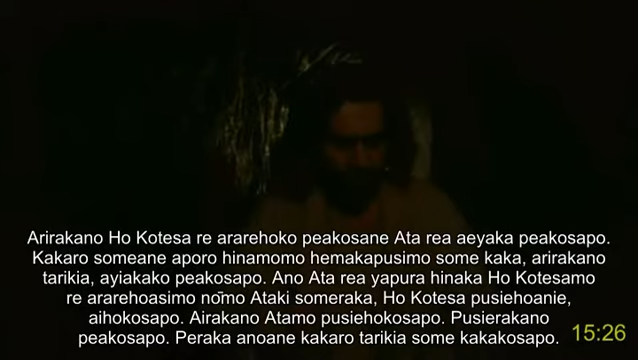 Arirakano Ho Kotesa re ararehoko peakosane Ata rea aeyaka peakosapo.
Kakaro someane aporo hinamomo hemakapusimo some kaka, arirakano
tarikia, ayiakako peakosapo. Ano Ata rea yapura hinaka Ho Kotesamo
re ararehoasimo no̅mo Ataki someraka, Ho Kotesa pusiehoanie,
aihokosapo. Airakano Atamo pusiehokosapo. Pusierakano
peakosapo. Peraka anoane kakaro tarikia some kakakosapo.
15:26